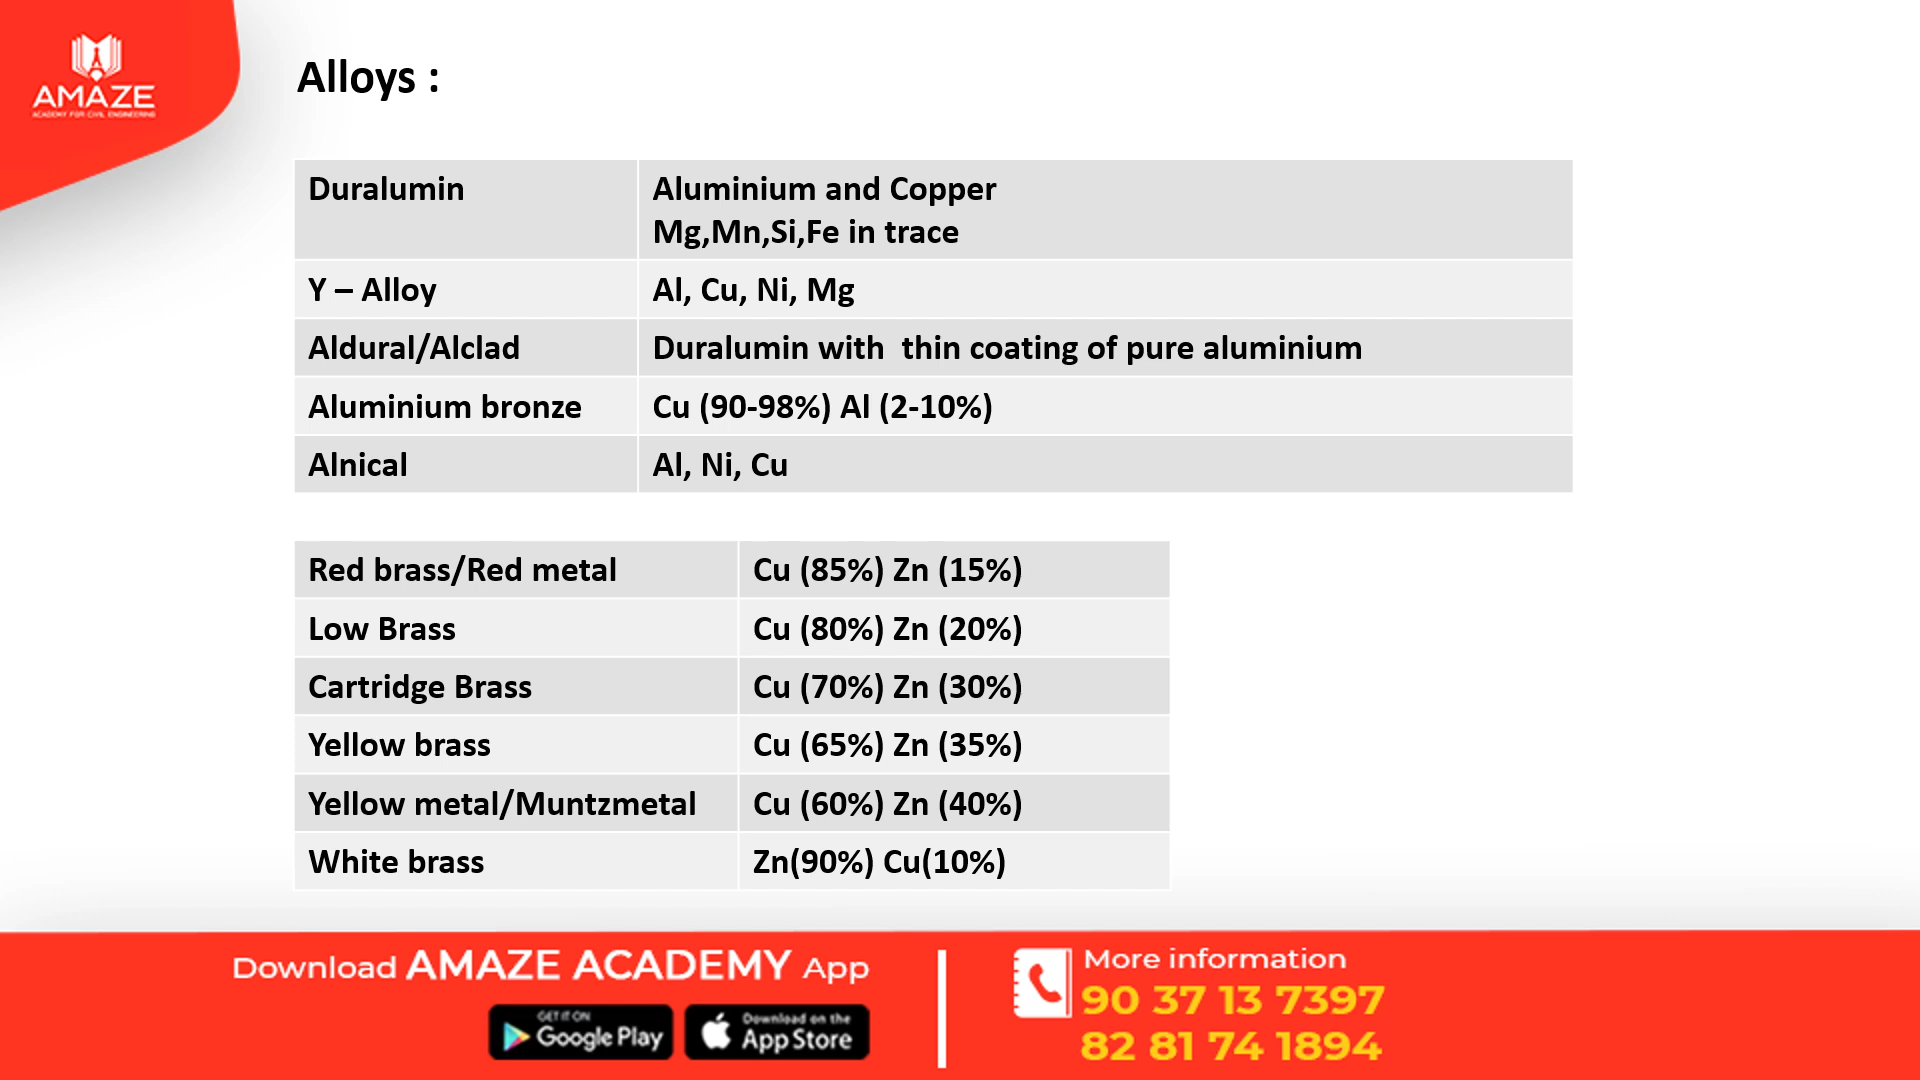 AMAZE
ACADEMY FOR CIVIL ENGINEERING
Alloys :
Duralumin
Aluminium and Copper
Mg,Mn,Si,Fe in trace
Y – Alloy
Al, Cu, Ni, Mg
Aldural/Alclad
Duralumin with thin coating of pure aluminium
Aluminium bronze
Cu (90-98%) Al (2-10%)
Alnical
Al, Ni, Cu
Red brass/Red metal
Cu (85%) Zn (15%)
Low Brass
Cu (80%) Zn (20%)
Cartridge Brass
Cu (70%) Zn (30%)
Yellow brass
Cu (65%) Zn (35%)
Yellow metal/Muntzmetal
Cu (60%) Zn (40%)
White brass
Zn(90%) Cu(10%)
Download AMAZE ACADEMY App
GET IT ON
Google Play
Download on the
App Store
More information
90 37 13 7397
82 81 74 1894